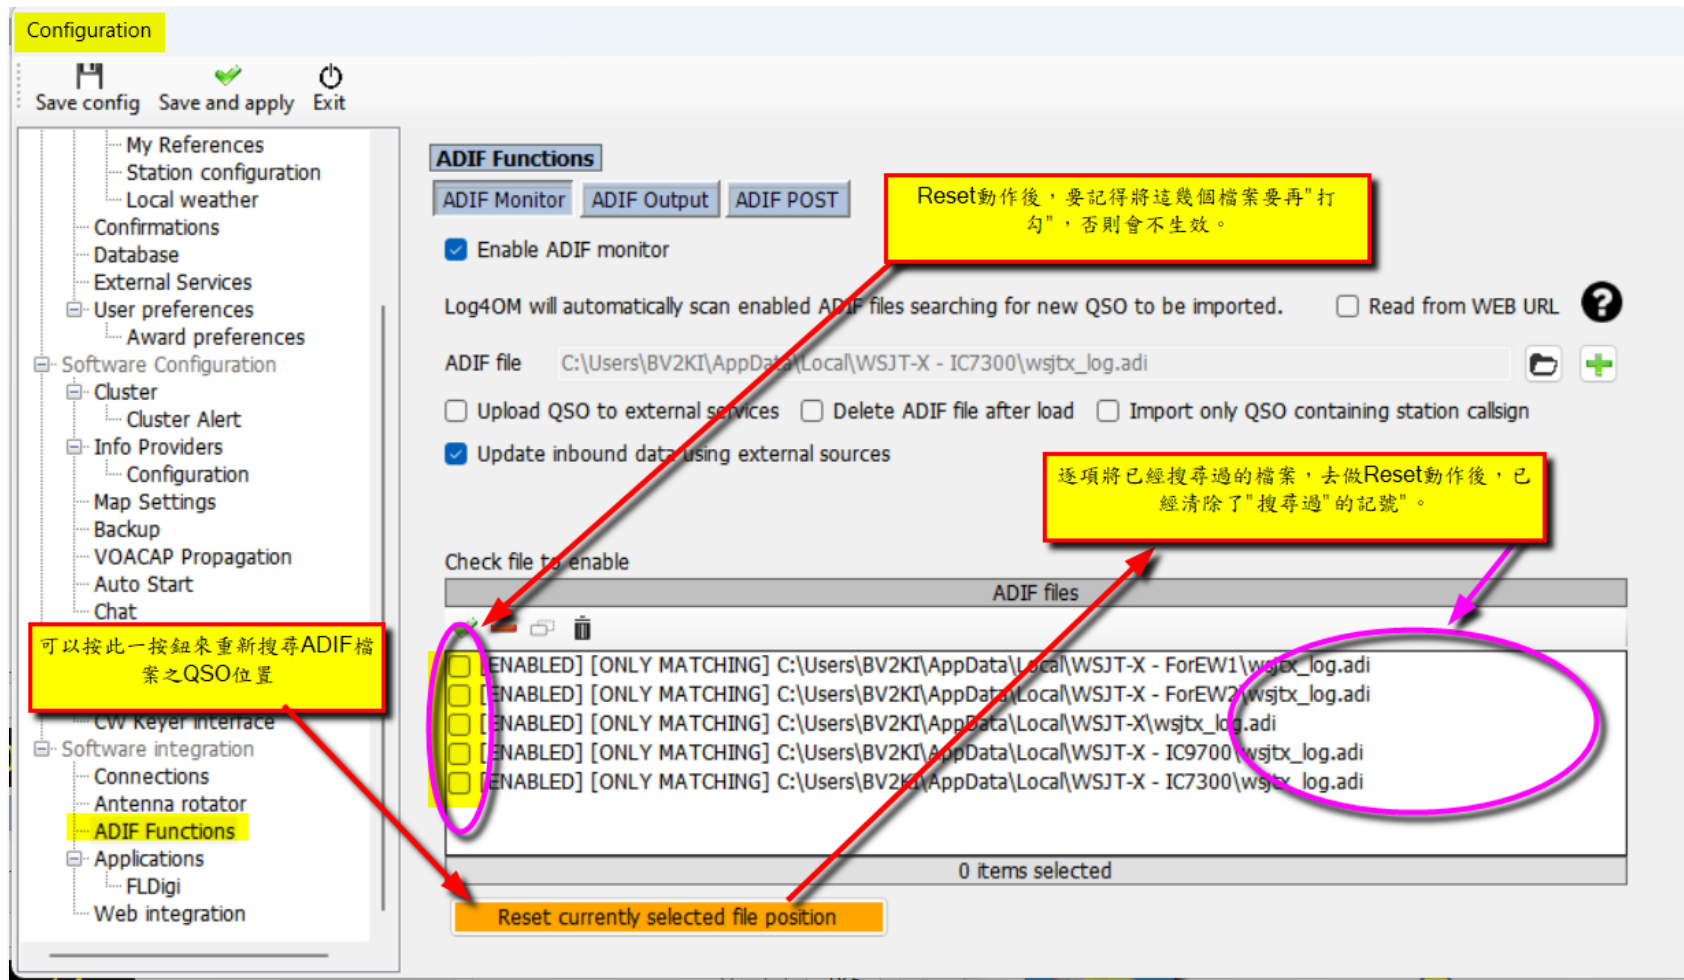 Configuration
Save config Save and apply Exit
My References
Station configuration
Local weather
Confirmations
Database
External Services
User preferences
Award preferences
Software Configuration
Cluster
Cluster Alert
Info Providers
Configuration
Map Settings
Backup
VOACAP Propagation
Auto Start
Chat
可以按此一按鈕來重新搜尋ADIF檔
案之QSO位置
CW Keyer interface
Software integration
Connections
Antenna rotator
ADIF Functions
Applications
FLDigi
Web integration
ADIF Functions
ADIF Monitor ADIF Output ADIF POST
Reset動作後，要記得將這幾個檔案要再"打
勾"，否則會不生效。
Enable ADIF monitor
Log4OM will automatically scan enabled ADIF files searching for new QSO to be imported. Read from WEB URL
ADIF file C:\Users\BV2KI\AppData\Local\WSJT-X - IC7300\wsjtx_log.adi
Upload QSO to external services Delete ADIF file after load Import only QSO containing station callsign
Update inbound data using external sources
逐項將已經搜尋過的檔案，去做Reset動作後，已
經清除了"搜尋過"的記號"。
Check file to enable
ADIF files
[ENABLED] [ONLY MATCHING] C:\Users\BV2KI\AppData\Local\WSJT-X - ForEW1\wsjtx_log.adi
[ENABLED] [ONLY MATCHING] C:\Users\BV2KI\AppData\Local\WSJT-X - ForEW2\wsjtx_log.adi
[ENABLED] [ONLY MATCHING] C:\Users\BV2KI\AppData\Local\WSJT-X\wsjtx_log.adi
[ENABLED] [ONLY MATCHING] C:\Users\BV2KI\AppData\Local\WSJT-X - IC9700\wsjtx_log.adi
[ENABLED] [ONLY MATCHING] C:\Users\BV2KI\AppData\Local\WSJT-X - IC7300\wsjtx_log.adi
0 items selected
Reset currently selected file position